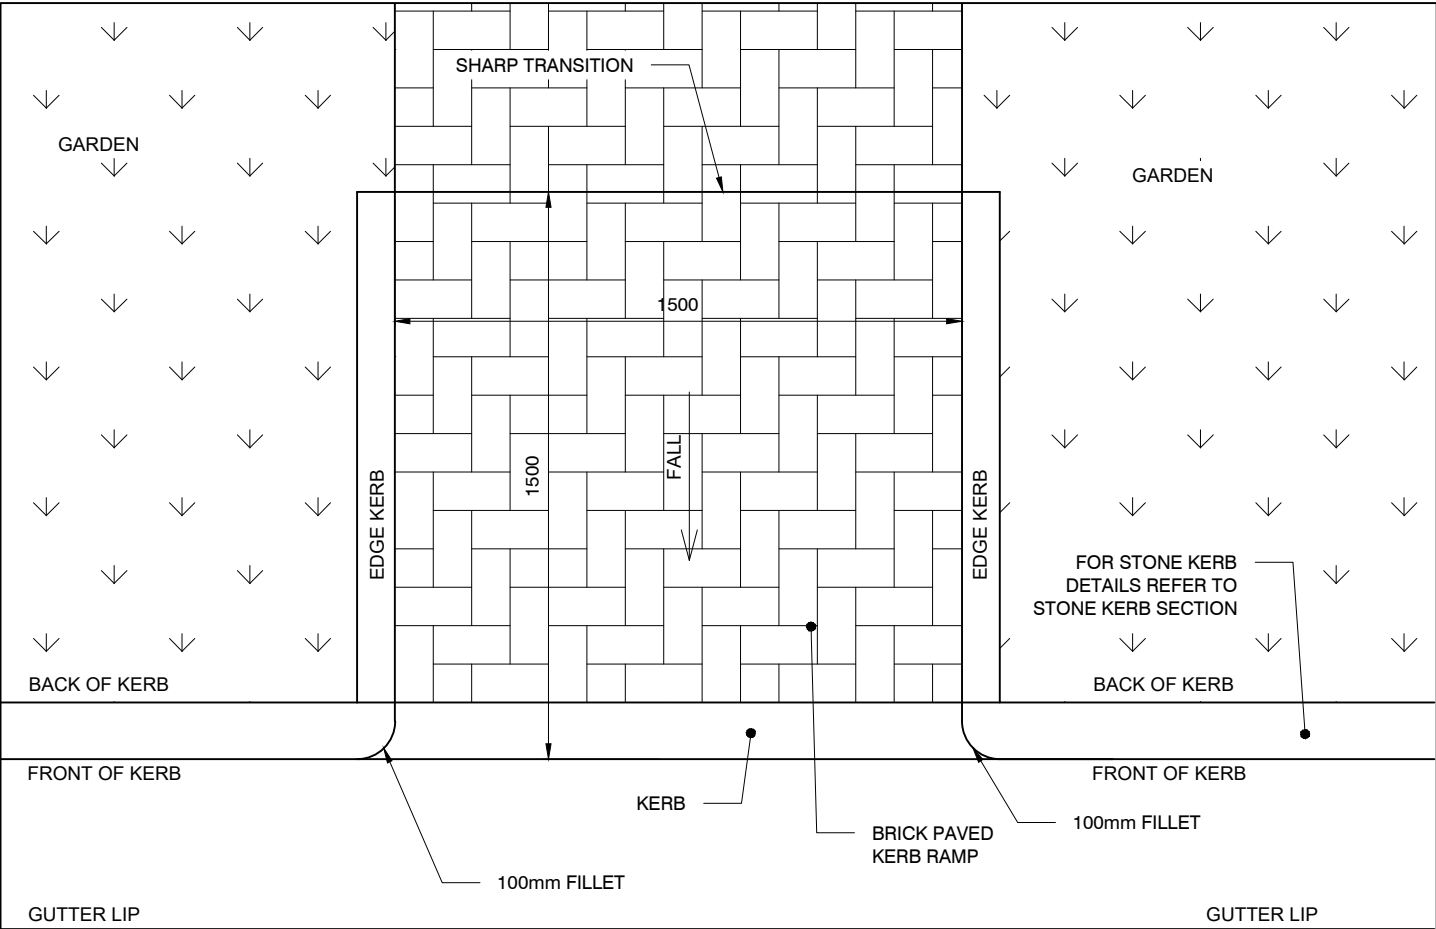 SHARP TRANSITION
GARDEN
GARDEN
1500
1500
FALL
EDGE KERB
EDGE KERB
FOR STONE KERB
DETAILS REFER TO
STONE KERB SECTION
BACK OF KERB
BACK OF KERB
FRONT OF KERB
FRONT OF KERB
KERB
100mm FILLET
BRICK PAVED
KERB RAMP
100mm FILLET
GUTTER LIP
GUTTER LIP